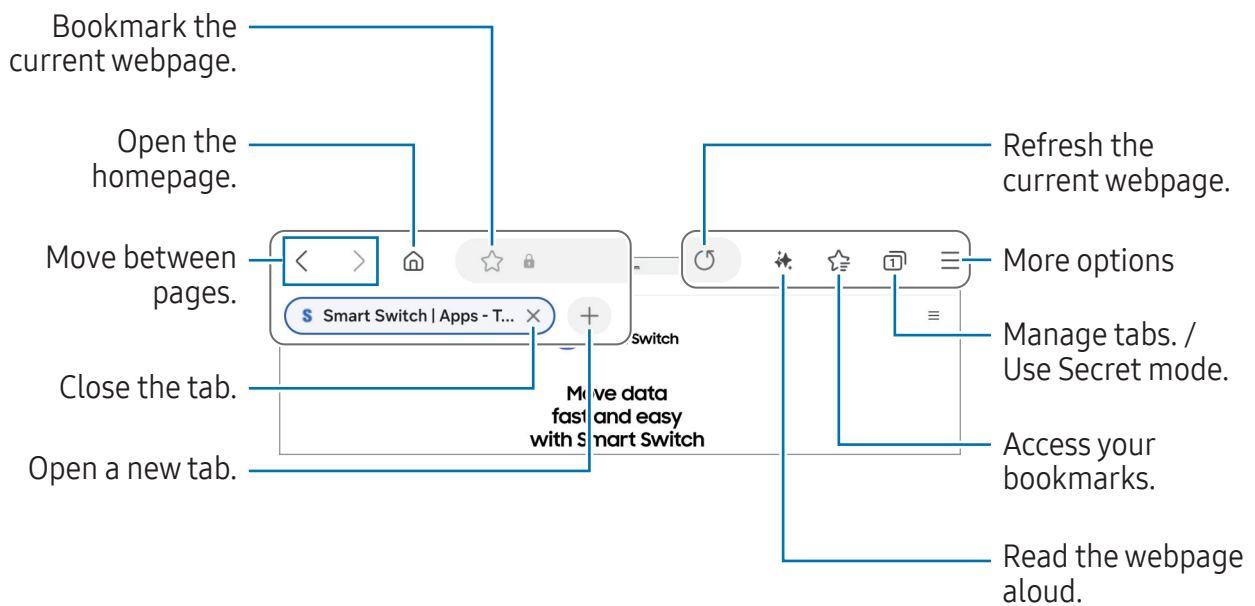 Bookmark the
current webpage.
Open the
homepage.
Move between
pages.
Close the tab.
Open a new tab.
S Smart Switch | Apps - T...
Switch
Move data
fast and easy
with Smart Switch
1
Refresh the
current webpage.
More options
Manage tabs. /
Use Secret mode.
Access your
bookmarks.
Read the webpage
aloud.